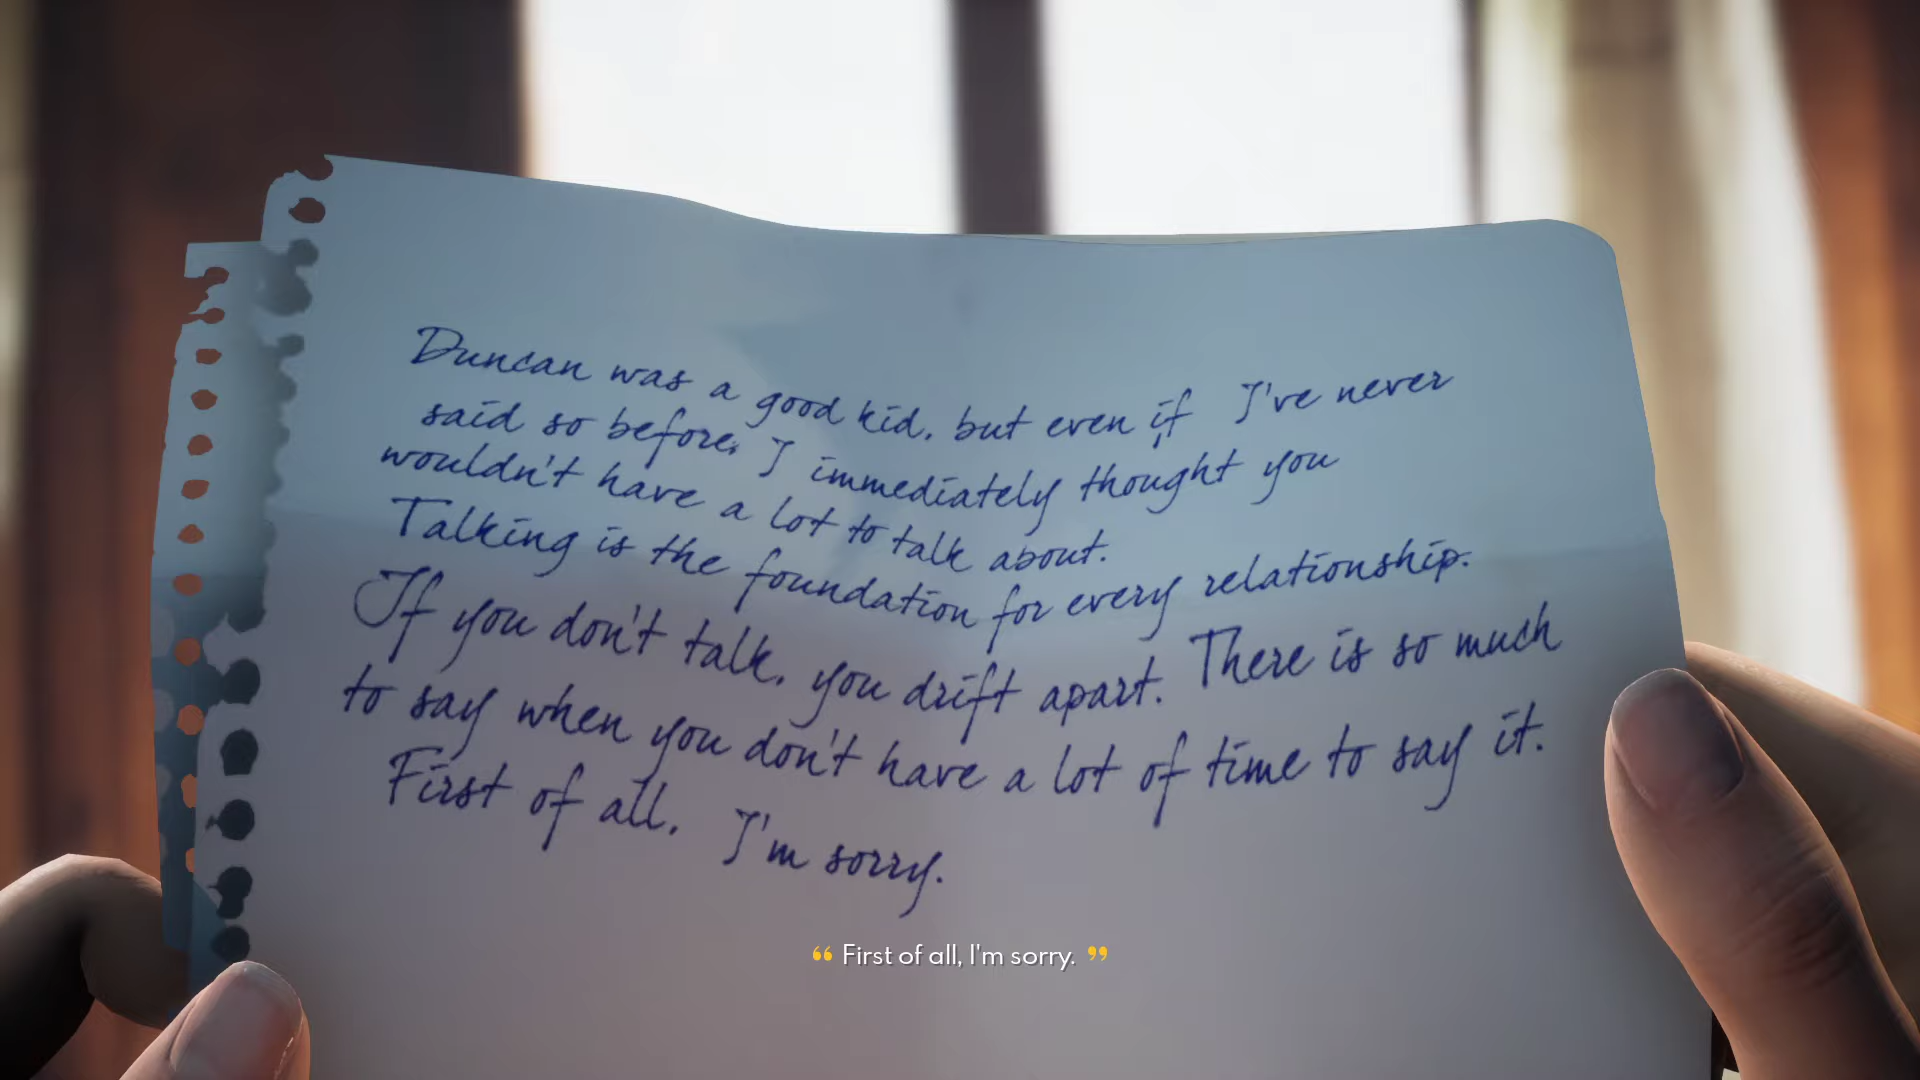 Duncan was a good kid, but even if I've never
said so before, I immediately thought you
wouldn't have a lot to talk about.
Talking is the foundation for every relationship.
If you don't talk, you drift apart. There is so much
to say when you don't have a lot of time to say it.
First of all, I'm sorry.
“ First of all, I'm sorry. ”